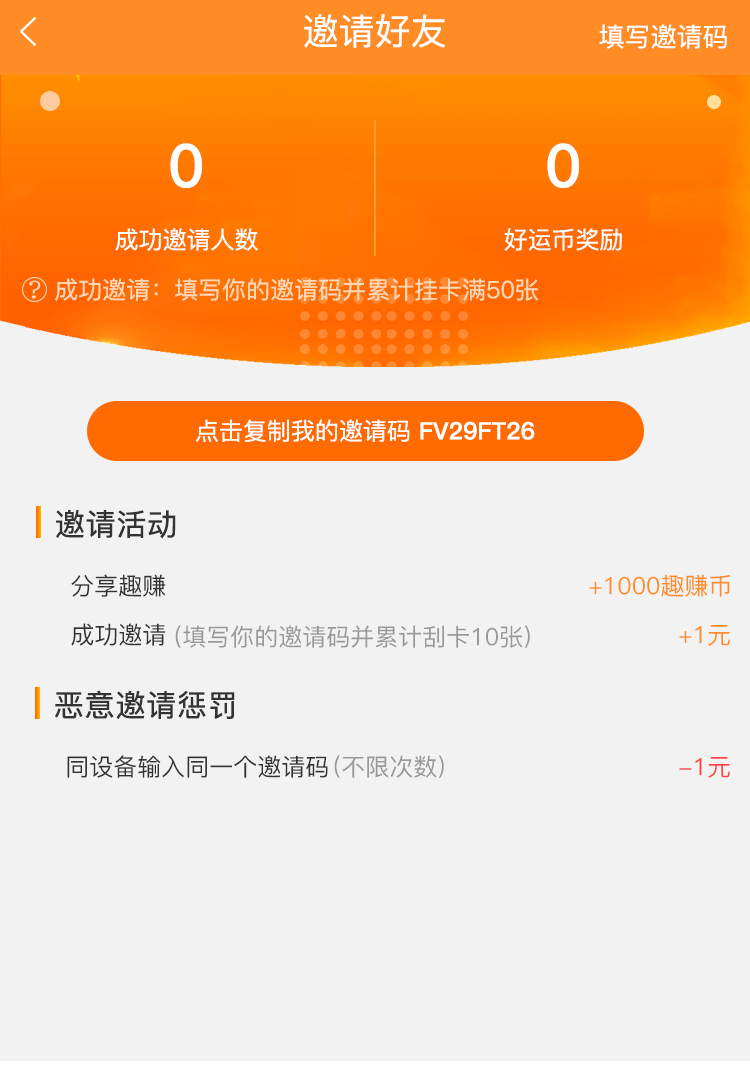 邀请好友
填写邀请码
0
0
成功邀请人数
好运币奖励
? 成功邀请：填写你的邀请码并累计挂卡满50张
点击复制我的邀请码 FV29FT26
邀请活动
分享趣赚
+1000趣赚币
成功邀请 (填写你的邀请码并累计刮卡10张)
+1元
恶意邀请惩罚
同设备输入同一个邀请码(不限次数)
-1元